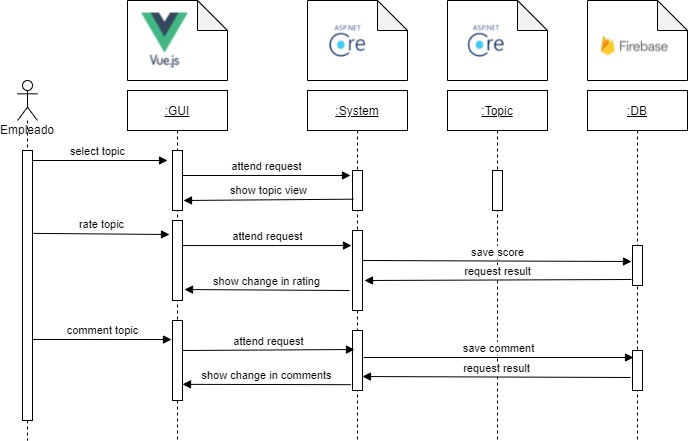 Vue.js
ASP.NET
Core
ASP.NET
Core
Firebase
:GUI
:System
:Topic
:DB
Empleado
select topic
attend request
show topic view
rate topic
attend request
save score
request result
show change in rating
comment topic
attend request
save comment
request result
show change in comments